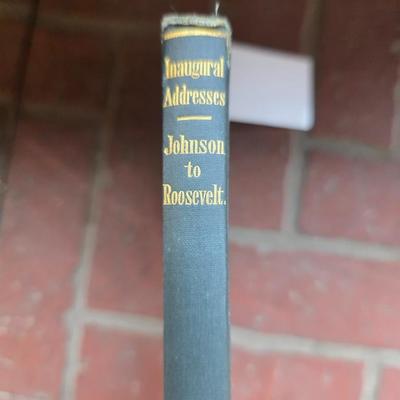 Inaugural
Addresses
Johnson
to
Roosevelt.